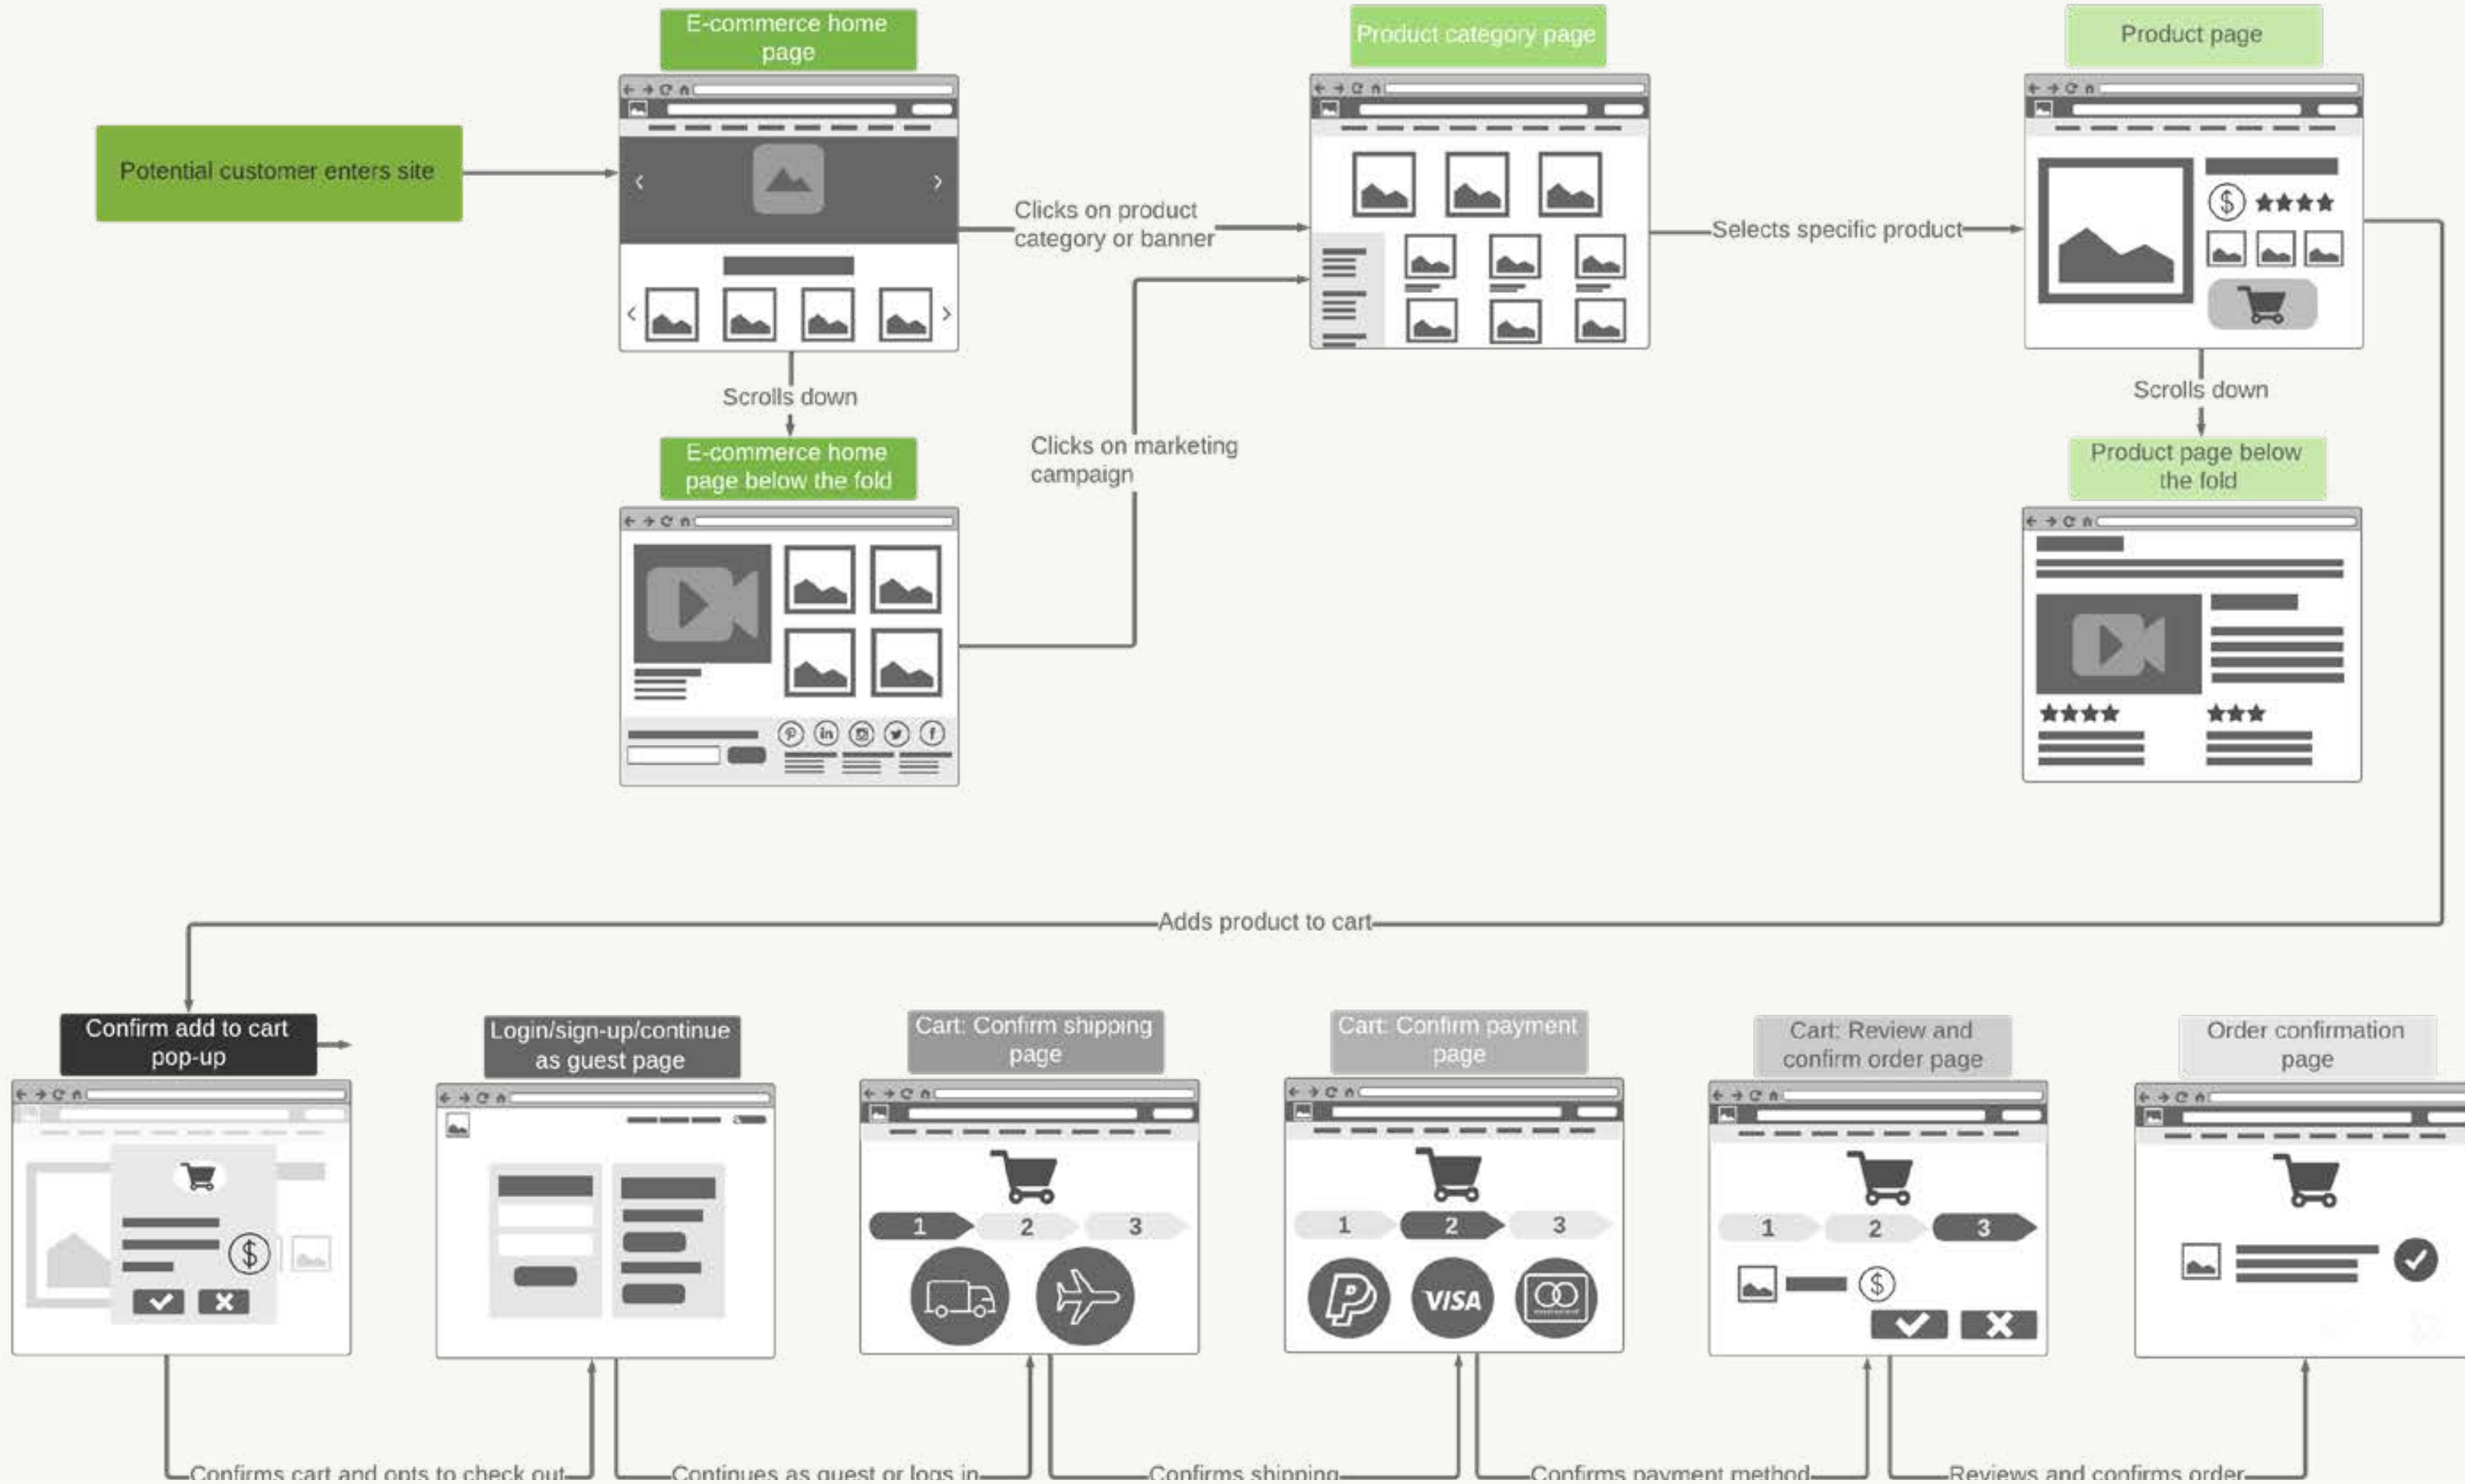 E-commerce home
page
Product category page
Product page
Potential customer enters site
Clicks on product
category or banner
Selects specific product
Scrolls down
Scrolls down
E-commerce home
page below the fold
Clicks on marketing
campaign
Product page below
the fold
Adds product to cart
Confirm add to cart
pop-up
Login/sign-up/continue
as guest page
Cart: Confirm shipping
page
Cart: Confirm payment
page
Cart: Review and
confirm order page
Order confirmation
page
1 2 3
1 2 3
1 2 3
VISA
Confirms cart and opts to check out
Continues as guest or logs in
Confirms shipping
Confirms payment method
Reviews and confirms order